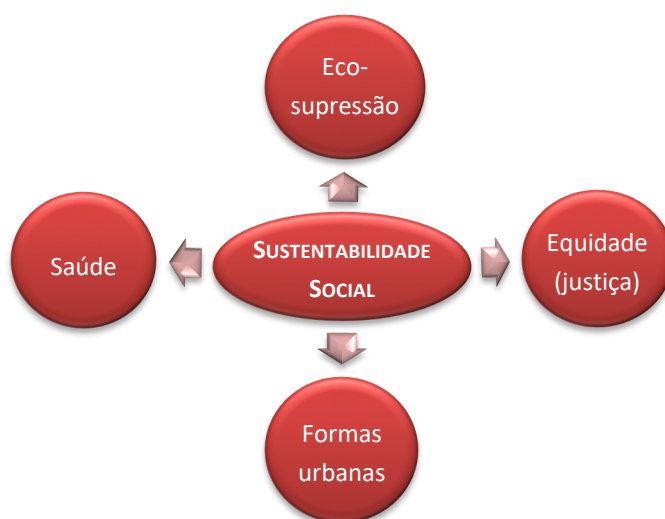 Eco-
supressão
Saúde
SUSTENTABILIDADE
SOCIAL
Equidade
(justiça)
Formas
urbanas